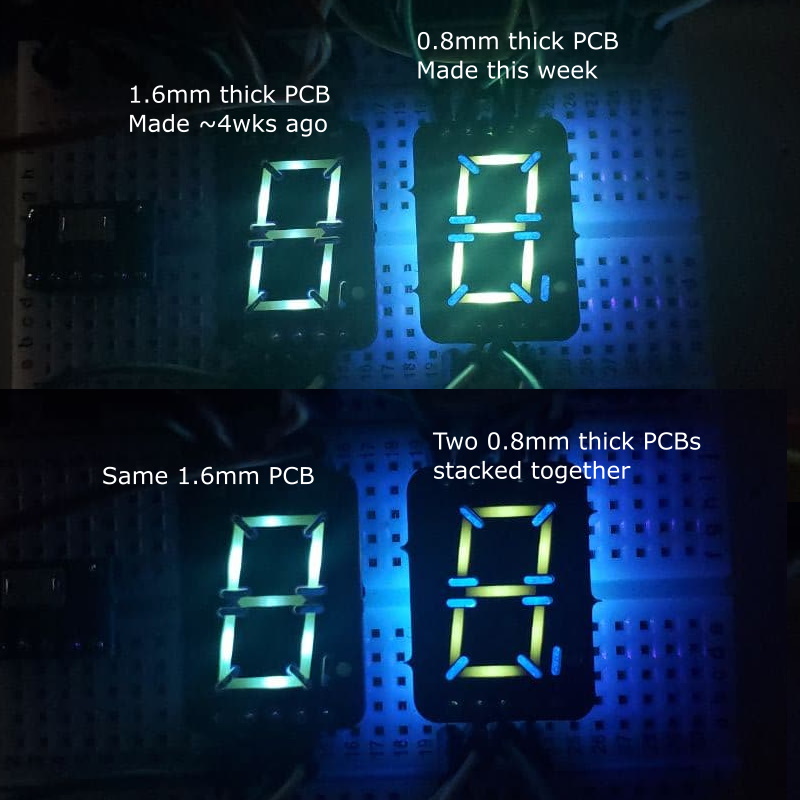 0.8mm thick PCB
Made this week
1.6mm thick PCB
Made ~4wks ago
Two 0.8mm thick PCBs
stacked together
Same 1.6mm PCB